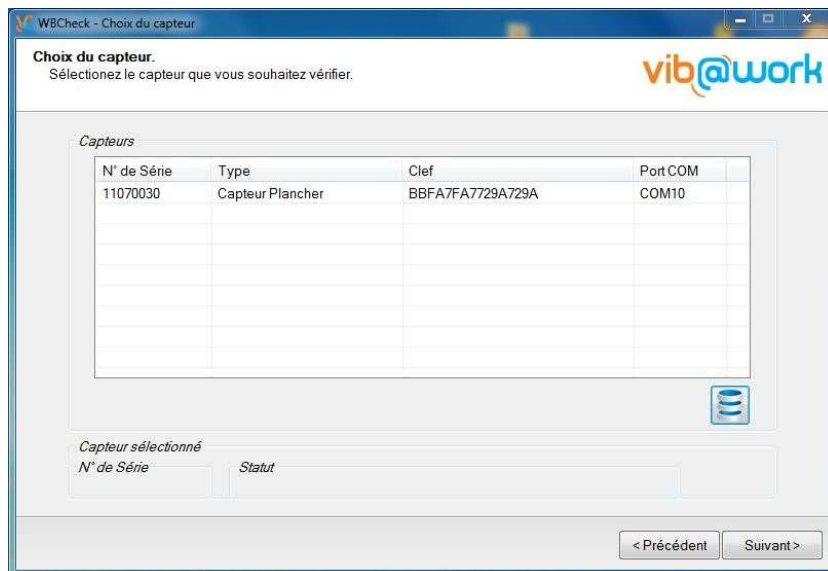 WBCheck - Choix du capteur
Choix du capteur.
Sélectionez le capteur que vous souhaitez vérifier.
vib@work
Capteurs
N° de Série Type Clef Port COM
11070030 Capteur Plancher BBFA7FA7729A729A COM10
Capteur sélectionné
N° de Série Statut
< Précédent Suivant >